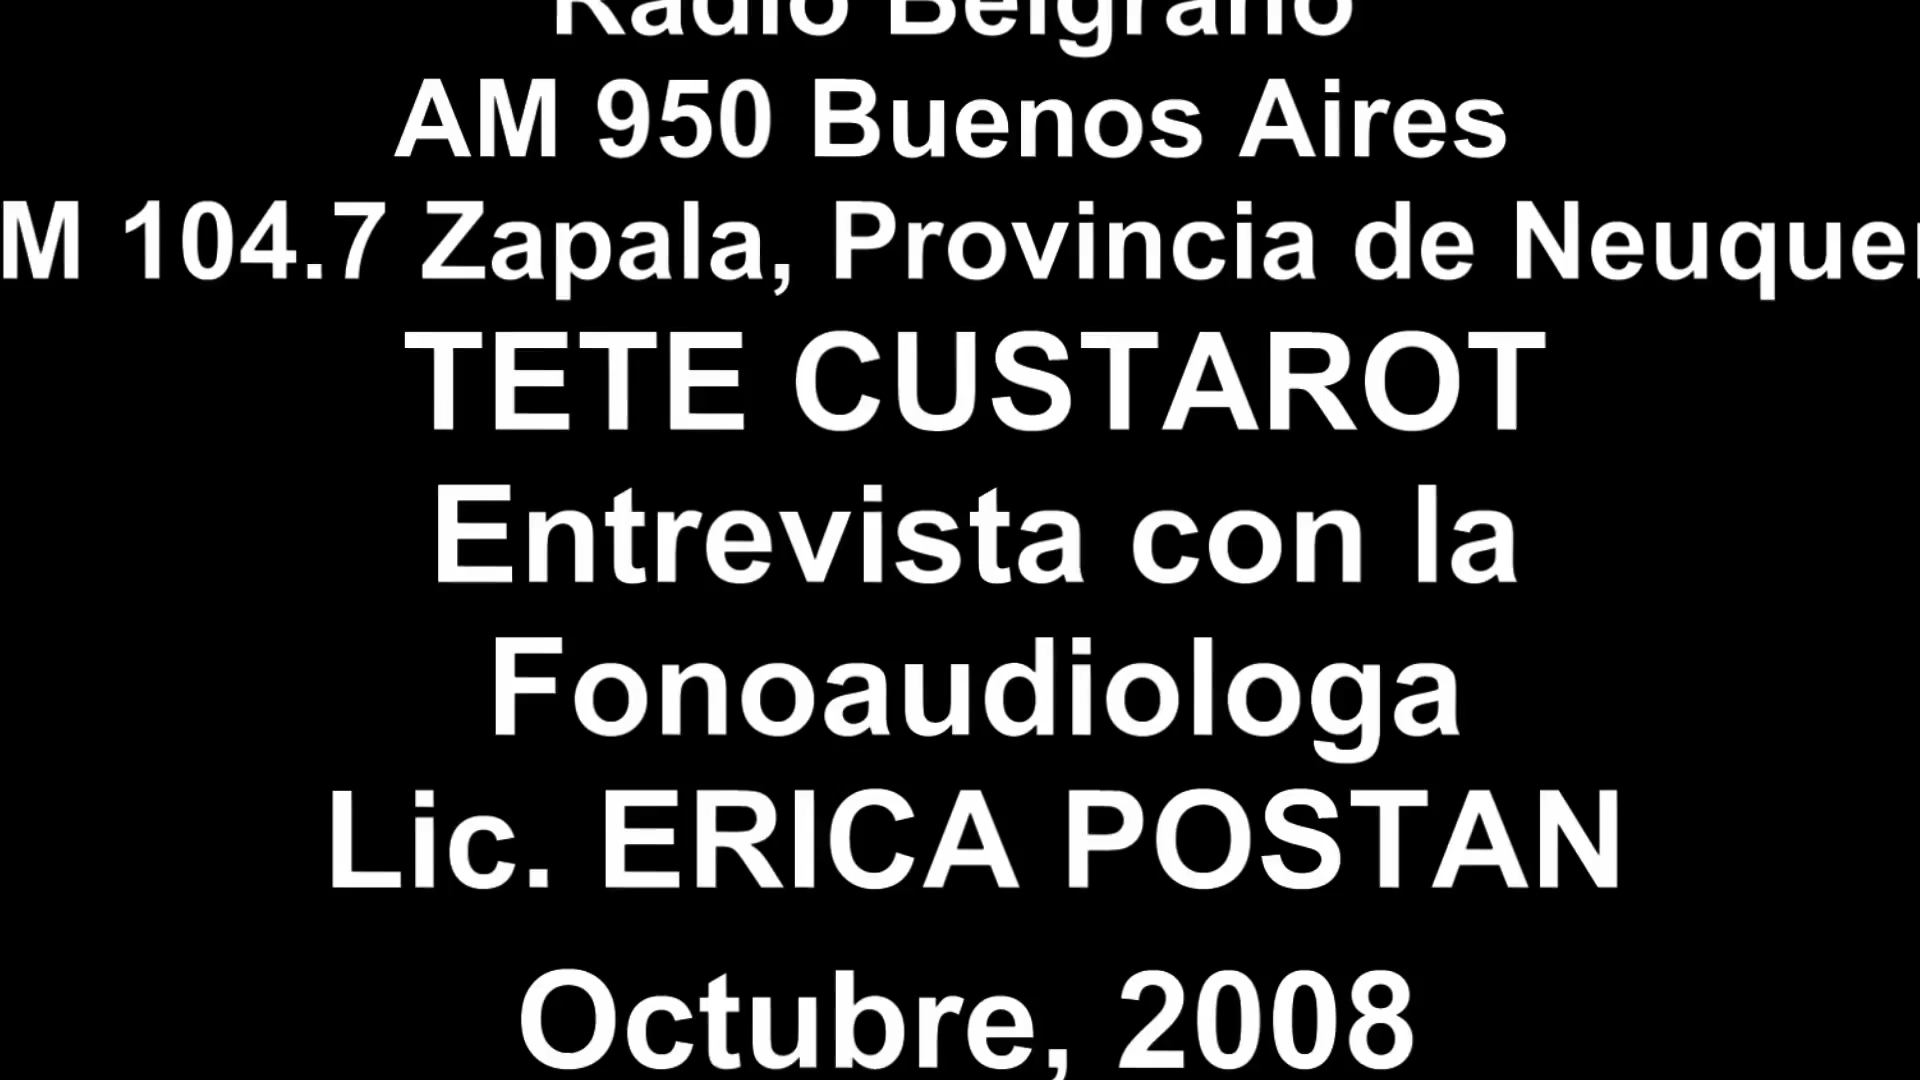 Radio Belgrano
AM 950 Buenos Aires
M 104.7 Zapala, Provincia de Neuquen
TETE CUSTAROT
Entrevista con la
Fonoaudiologa
Lic. ERICA POSTAN
Octubre, 2008